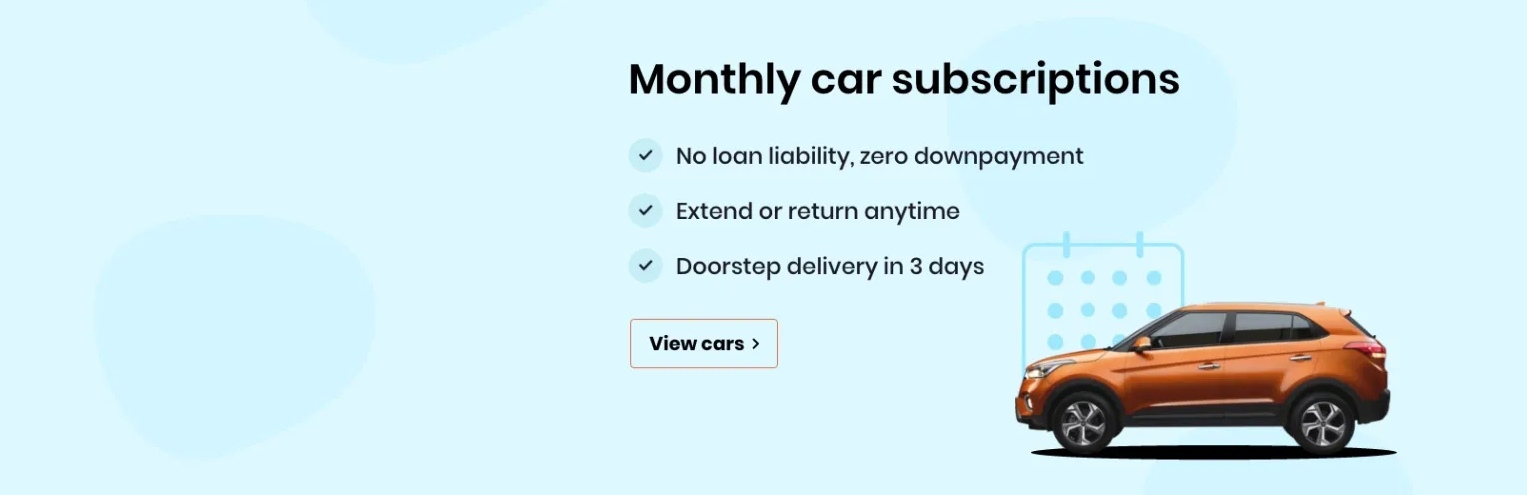 Monthly car subscriptions
No loan liability, zero downpayment
Extend or return anytime
Doorstep delivery in 3 days
View cars